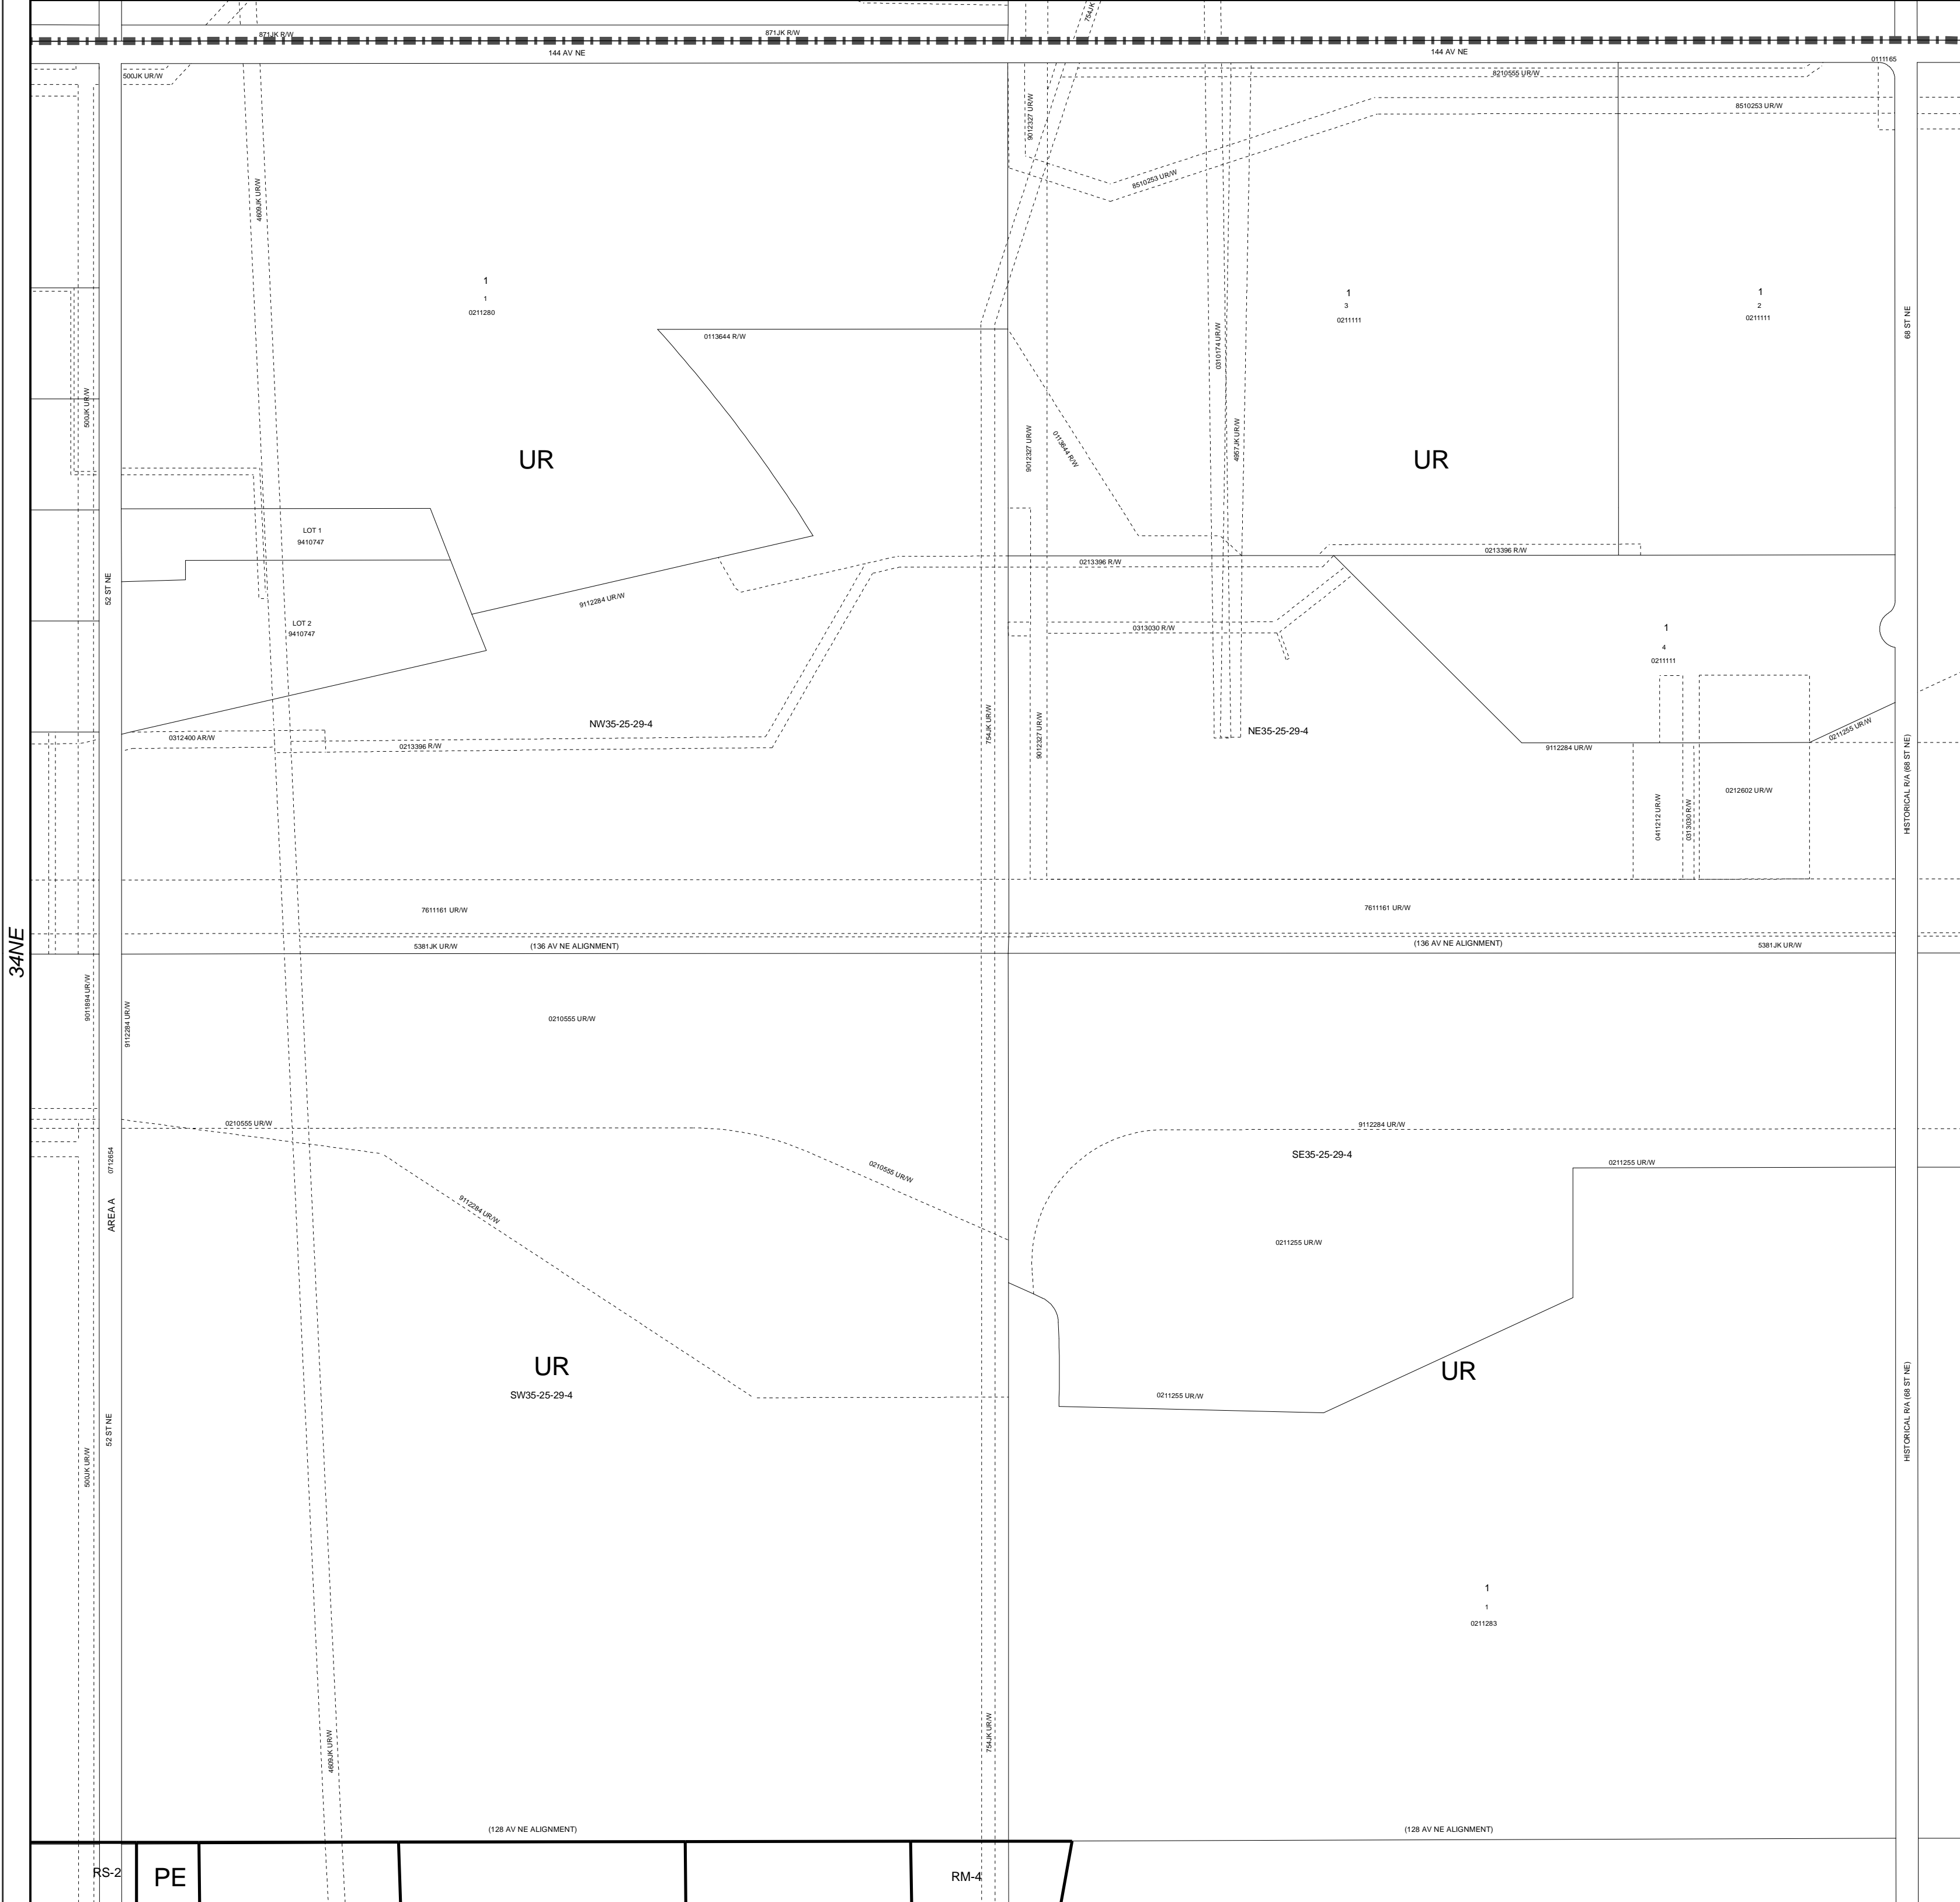 754JK
871JK R/W
871JK R/W
144 AV NE
144 AV NE
0111165
500JK UR/W
8210555 UR/W
8510253 UR/W
9012327 UR/W
8510253 UR/W
4609JK UR/W
1
1
0211280
1
3
0211111
1
2
0211111
68 ST NE
0113644 R/W
0310174 UR/W
500JK UR/W
9012327 UR/W
0113644 R/W
4957JK UR/W
UR
UR
LOT 1
9410747
0213396 R/W
0213396 R/W
52 ST NE
9112284 UR/W
LOT 2
9410747
0313030 R/W
1
4
0211111
NW35-25-29-4
754JK UR/W
9012327 UR/W
NE35-25-29-4
0211255 UR/W
0312400 AR/W
0213396 R/W
9112284 UR/W
HISTORICAL R/A (68 ST NE)
0212602 UR/W
0411212 UR/W
0313030 R/W
7611161 UR/W
7611161 UR/W
34NE
5381JK UR/W
(136 AV NE ALIGNMENT)
(136 AV NE ALIGNMENT)
5381JK UR/W
9011894 UR/W
9112284 UR/W
0210555 UR/W
0210555 UR/W
9112284 UR/W
0712654
SE35-25-29-4
0210555 UR/W
0211255 UR/W
AREA A
9112284 UR/W
0211255 UR/W
UR
UR
SW35-25-29-4
0211255 UR/W
HISTORICAL R/A (68 ST NE)
52 ST NE
500JK UR/W
1
1
0211283
4609JK UR/W
754JK UR/W
(128 AV NE ALIGNMENT)
(128 AV NE ALIGNMENT)
RS-2
PE
RM-4